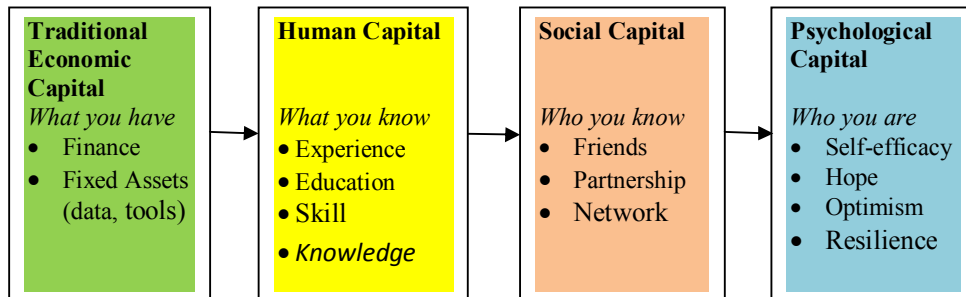 Traditional
Economic
Capital
What you have
• Finance
• Fixed Assets
(data, tools)
Human Capital
What you know
• Experience
• Education
• Skill
• Knowledge
Social Capital
Who you know
• Friends
• Partnership
• Network
Psychological
Capital
Who you are
• Self-efficacy
• Hope
• Optimism
• Resilience